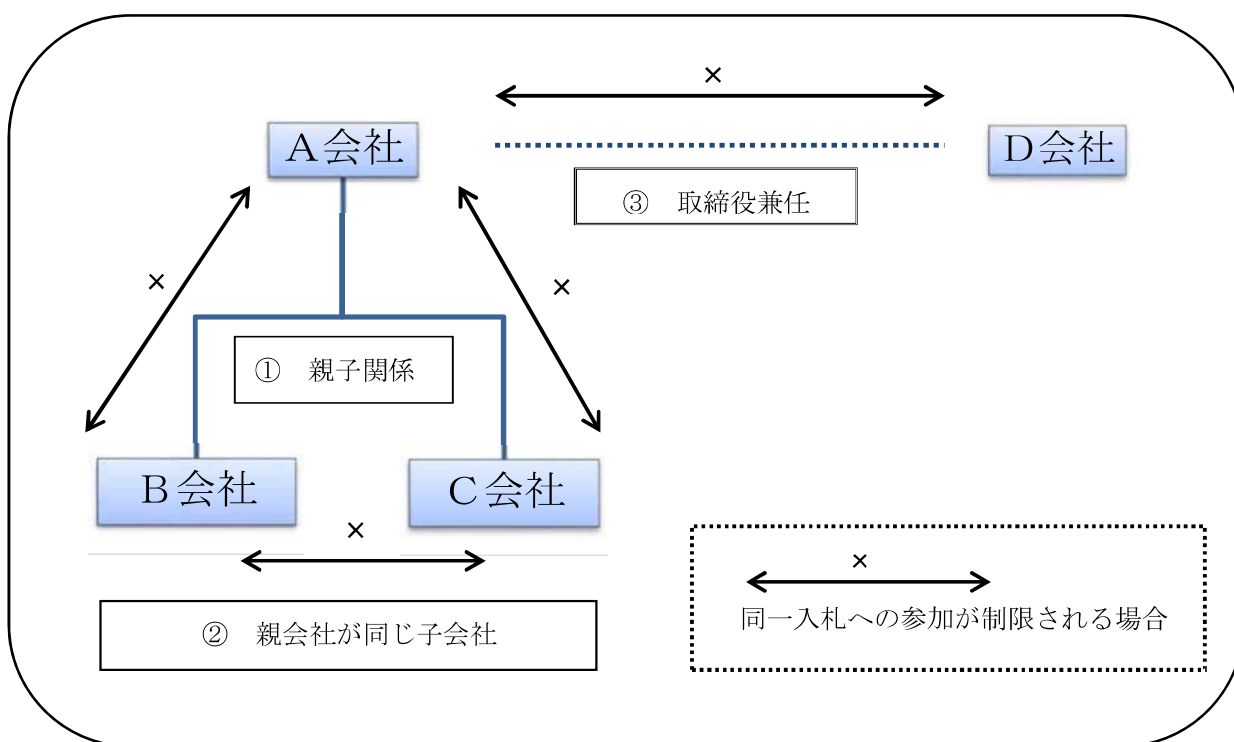 ×
A会社
D会社
③　取締役兼任
×
×
①　親子関係
B会社
C会社
×
②　親会社が同じ子会社
×
同一入札への参加が制限される場合